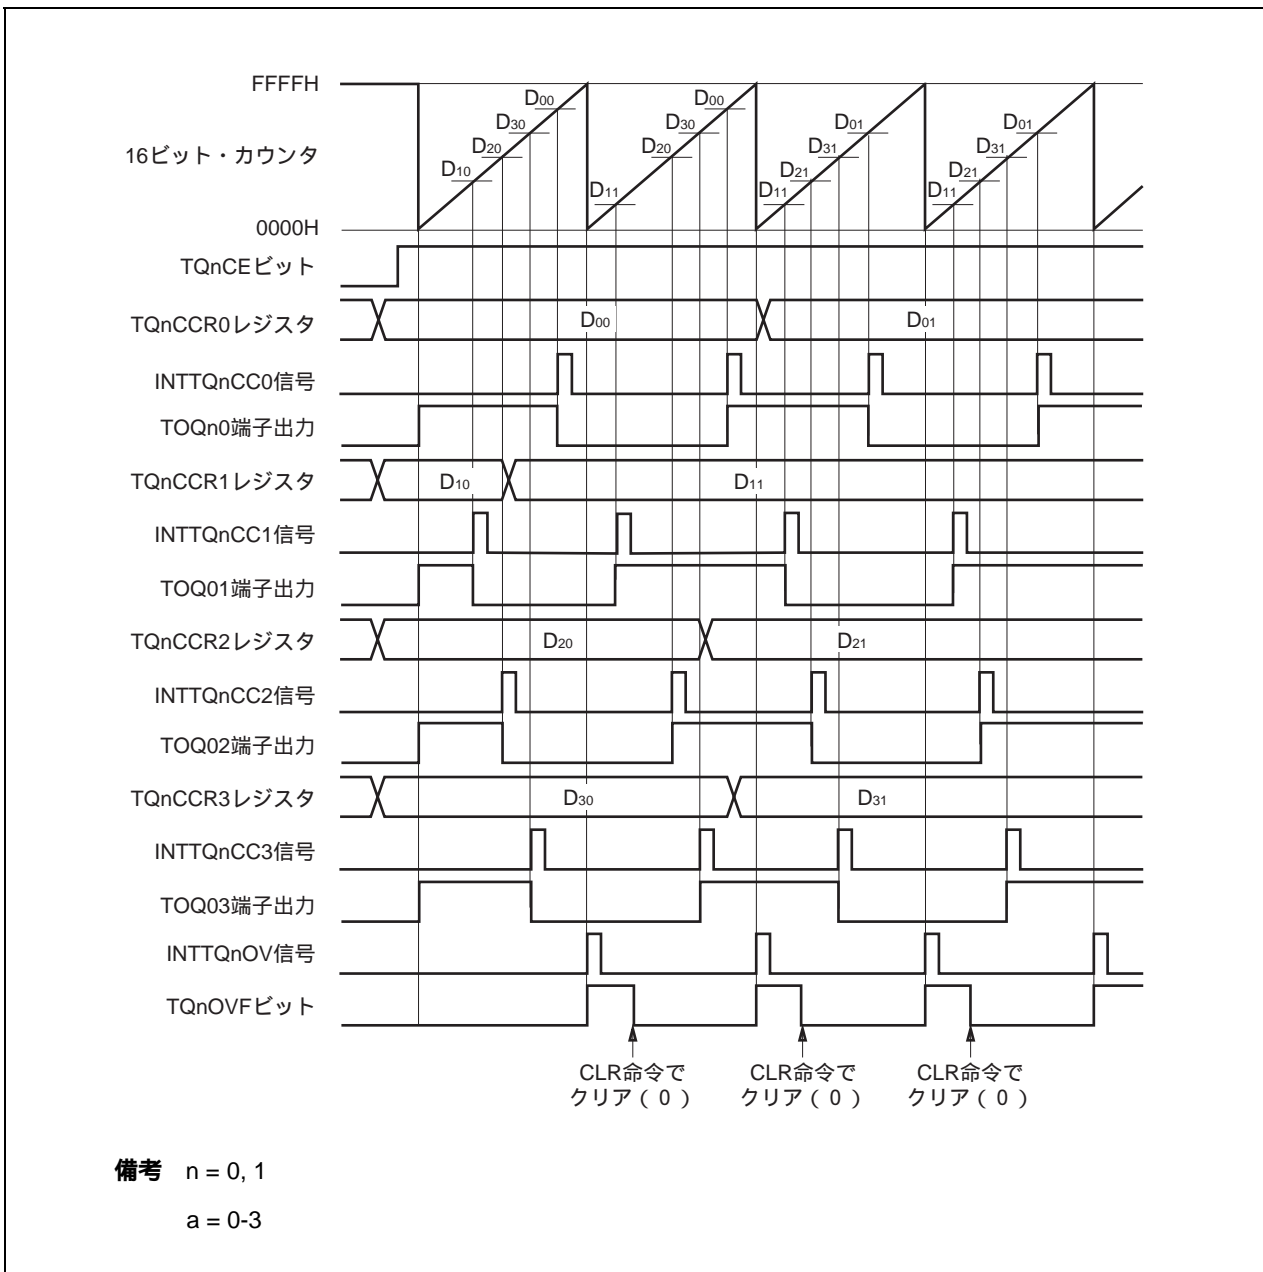 FFFFH
D00 D00
D30 D30 D01 D01
16ビット・カウンタ
D20 D20 D31 D31
D10 D21 D21
D11 D11 D11
0000H
TQnCEビット
TQnCCR0レジスタ D00 D01
INTTQnCC0信号
TOQn0端子出力
TQnCCR1レジスタ D10 D11
INTTQnCC1信号
TOQ01端子出力
TQnCCR2レジスタ D20 D21
INTTQnCC2信号
TOQ02端子出力
TQnCCR3レジスタ D30 D31
INTTQnCC3信号
TOQ03端子出力
INTTQnOV信号
TQnOVFビット
CLR命令で CLR命令で CLR命令で
クリア(0) クリア(0) クリア(0)
備考 n = 0, 1
a = 0-3